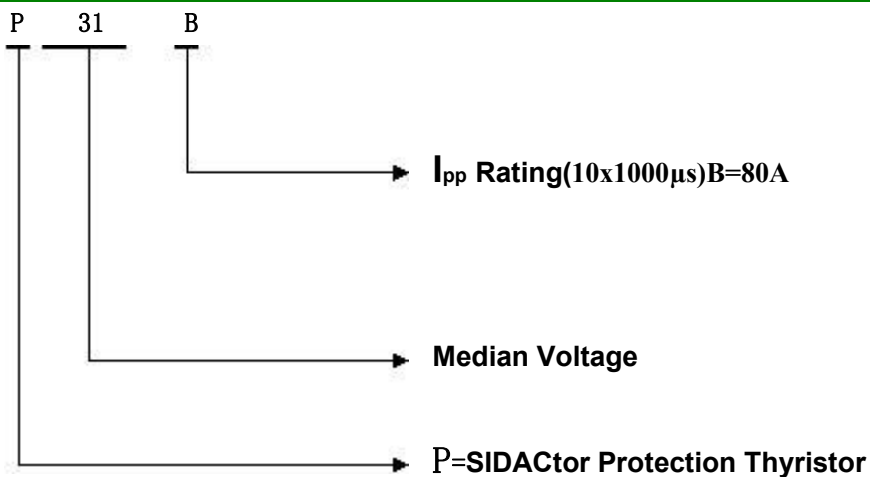 P 31 B
Ipp Rating(10x1000μs)B=80A
Median Voltage
P=SIDACtor Protection Thyristor